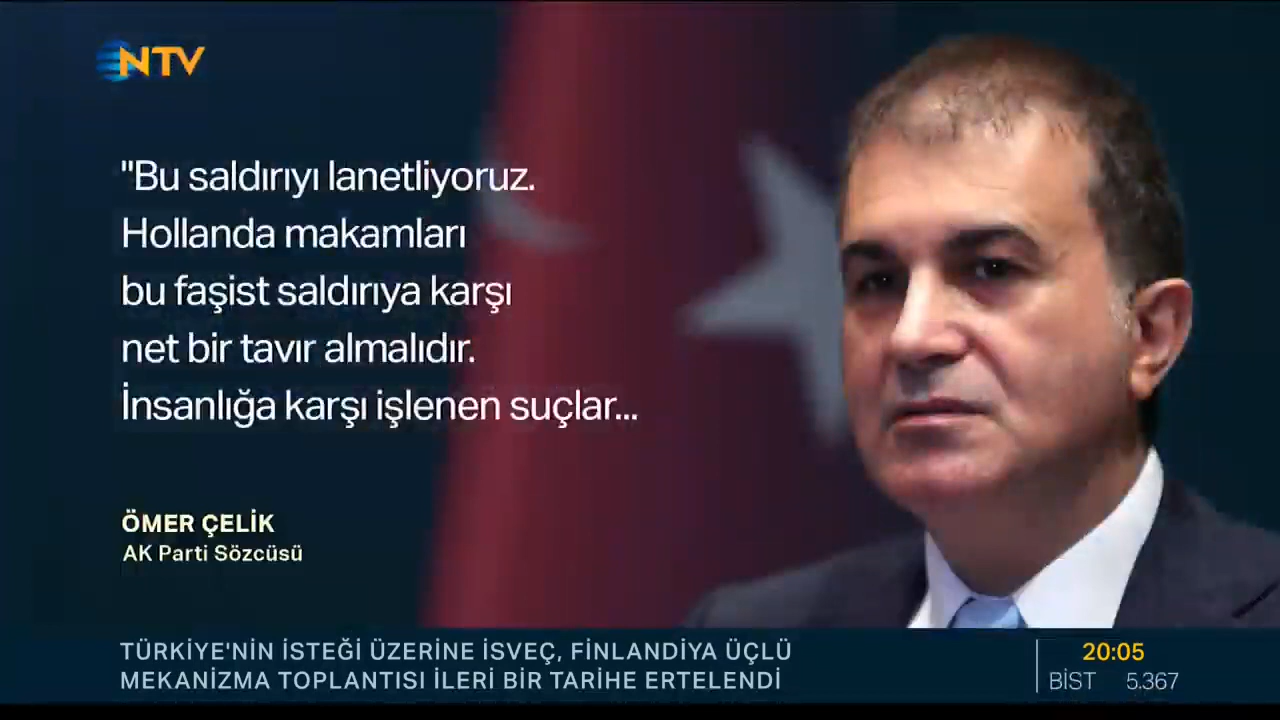 NTV
"Bu saldırıyı lanetliyoruz.
Hollanda makamları
bu faşist saldırıya karşı
net bir tavır almalıdır.
İnsanlığa karşı işlenen suçlar...
ÖMER ÇELİK
AK Parti Sözcüsü
TÜRKİYE'NİN İSTEĞİ ÜZERİNE İSVEÇ, FİNLANDİYA ÜÇLÜ
MEKANİZMA TOPLANTISI İLERİ BİR TARİHE ERTELENDİ
20:05
BİST 5.367